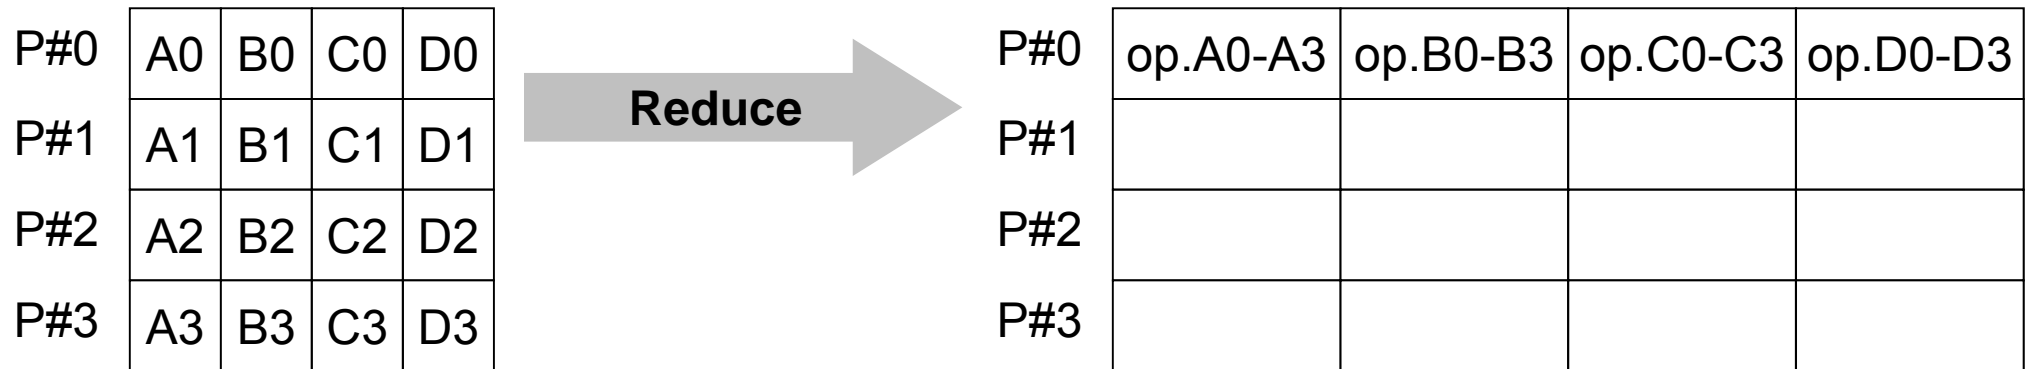 P#0 A0 B0 C0 D0 P#0 op.A0-A3 op.B0-B3 op.C0-C3 op.D0-D3
Reduce
P#1 A1 B1 C1 D1 P#1
P#2 A2 B2 C2 D2 P#2
P#3 A3 B3 C3 D3 P#3